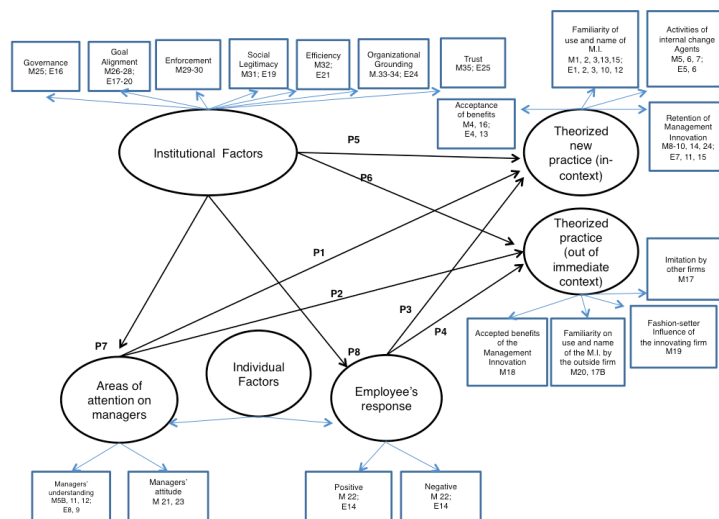 Governance
M25; E16
Goal
Alignment
M26-28;
E17-20
Enforcement
M29-30
Social
Legitimacy
M31; E19
Efficiency
M32;
E21
Organizational
Grounding
M.33-34; E24
Trust
M35; E25
Familiarity of
use and name of
M.I.
M1, 2, 3,13,15;
E1, 2, 3, 10, 12
Activities of
internal change
Agents
M5, 6, 7;
E5, 6
Acceptance
of benefits
M4, 16;
E4, 13
Retention of
Management
Innovation
M8-10, 14, 24;
E7, 11, 15
Institutional Factors
Theorized
new
practice (in-
context)
P5
P6
Theorized
practice
(out of
immediate
context)
Imitation by
other firms
M17
P1
P2
P3
P4
Accepted benefits
of the
Management
Innovation
M18
Familiarity on
use and name
of the M.I. by
the outside firm
M20, 17B
Fashion-setter
Influence of
the innovating firm
M19
P7
P8
Areas of
attention on
managers
Individual
Factors
Employee's
response
Managers'
understanding
M5B, 11, 12;
E8, 9
Managers'
attitude
M 21, 23
Positive
M 22;
E14
Negative
M 22;
E14